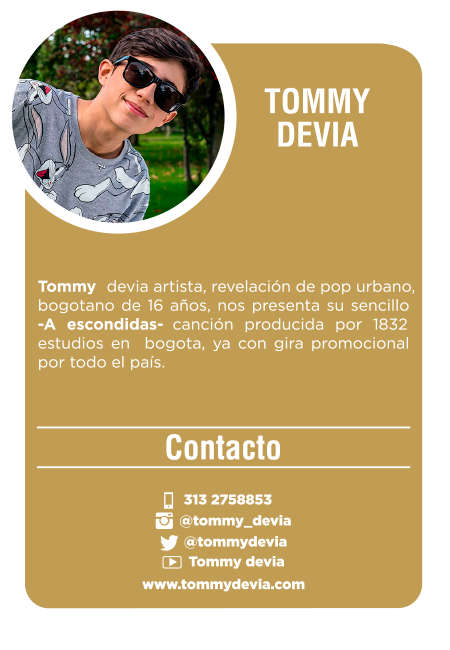 TOMMY
DEVIA
Tommy devia artista, revelación de pop urbano,
bogotano de 16 años, nos presenta su sencillo
-A escondidas- canción producida por 1832
estudios en bogota, ya con gira promocional
por todo el país.
Contacto
313 2758853
@tommy_devia
@tommydevia
Tommy devia
www.tommydevia.com